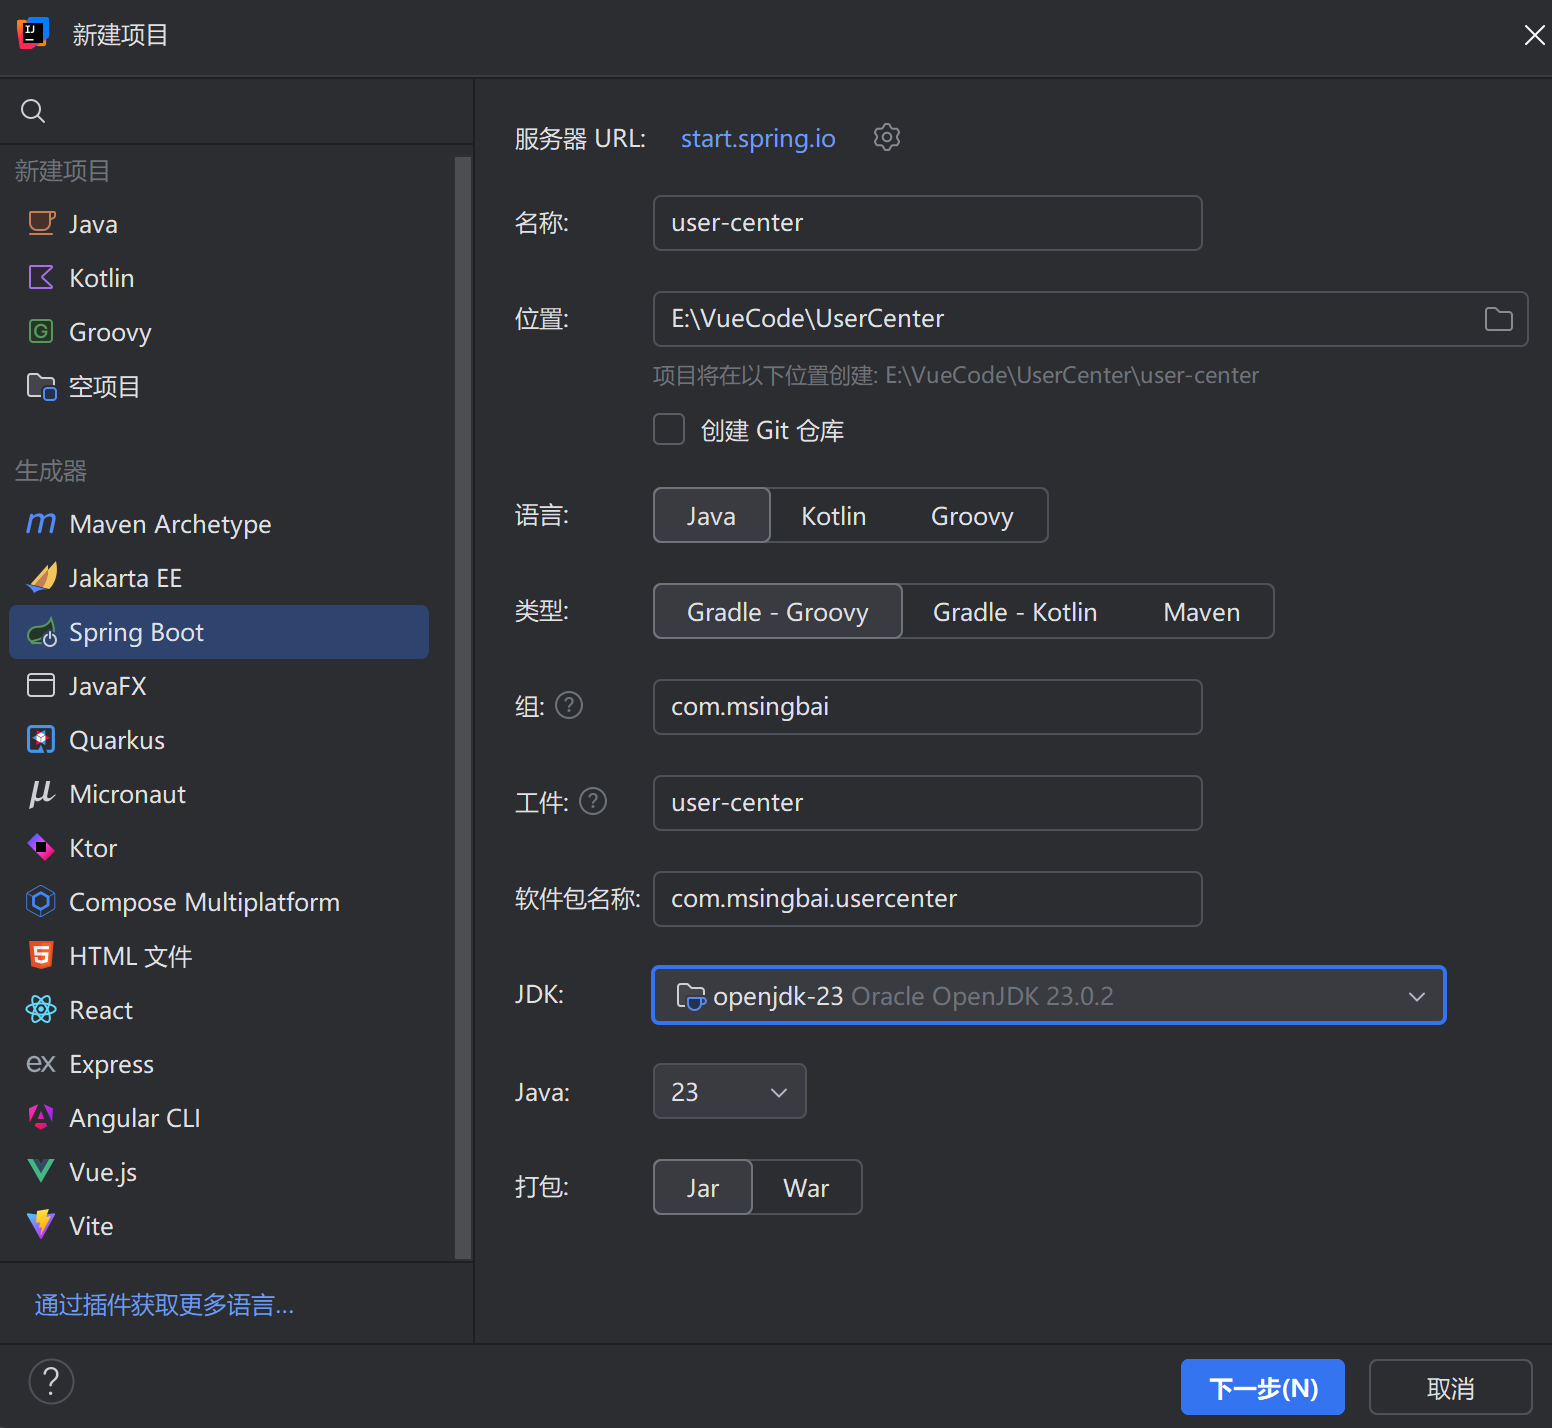 新建项目
新建项目
Java
Kotlin
Groovy
空项目
生成器
Maven Archetype
Jakarta EE
Spring Boot
JavaFX
Quarkus
Micronaut
Ktor
Compose Multiplatform
HTML 文件
React
Express
Angular CLI
Vue.js
Vite
通过插件获取更多语言...
服务器 URL: start.spring.io
名称: user-center
位置: E:\VueCode\UserCenter
项目将在以下位置创建: E:\VueCode\UserCenter\user-center
创建 Git 仓库
语言: Java Kotlin Groovy
类型: Gradle - Groovy Gradle - Kotlin Maven
组: ? com.msingbai
工件: ? user-center
软件包名称: com.msingbai.usercenter
JDK: openjdk-23 Oracle OpenJDK 23.0.2
Java: 23
打包: Jar War
? 下一步(N) 取消